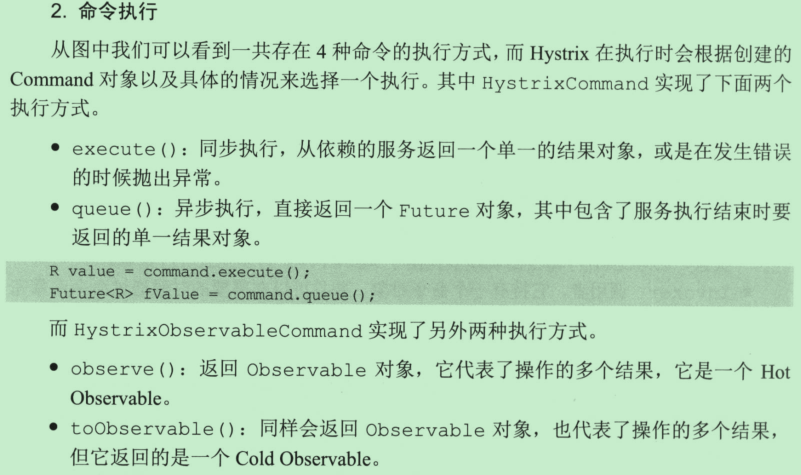 2. 命令执行
从图中我们可以看到一共存在 4 种命令的执行方式，而 Hystrix 在执行时会根据创建的
Command 对象以及具体的情况来选择一个执行。其中 HystrixCommand 实现了下面两个
执行方式。
● execute()：同步执行，从依赖的服务返回一个单一的结果对象，或是在发生错误
的时候抛出异常。
● queue()：异步执行，直接返回一个 Future 对象，其中包含了服务执行结束时要
返回的单一结果对象。
R value = command.execute();
Future<R> fValue = command.queue();
而 HystrixObservableCommand 实现了另外两种执行方式。
● observe()：返回 Observable 对象，它代表了操作的多个结果，它是一个 Hot
Observable。
● toObservable()：同样会返回 Observable 对象，也代表了操作的多个结果，
但它返回的是一个 Cold Observable。